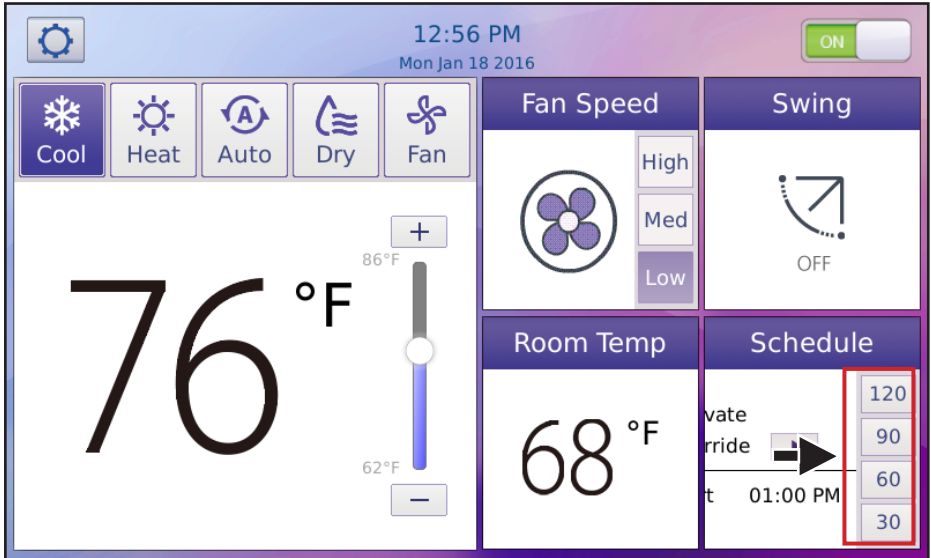 12:56 PM
Mon Jan 18 2016
ON
Cool
Heat
A
Auto
Dry
Fan
76 °F
+
86°F
62°F
−
Fan Speed
High
Med
Low
Swing
OFF
Room Temp
68 °F
Schedule
vate
rride
t 01:00 PM
120
90
60
30